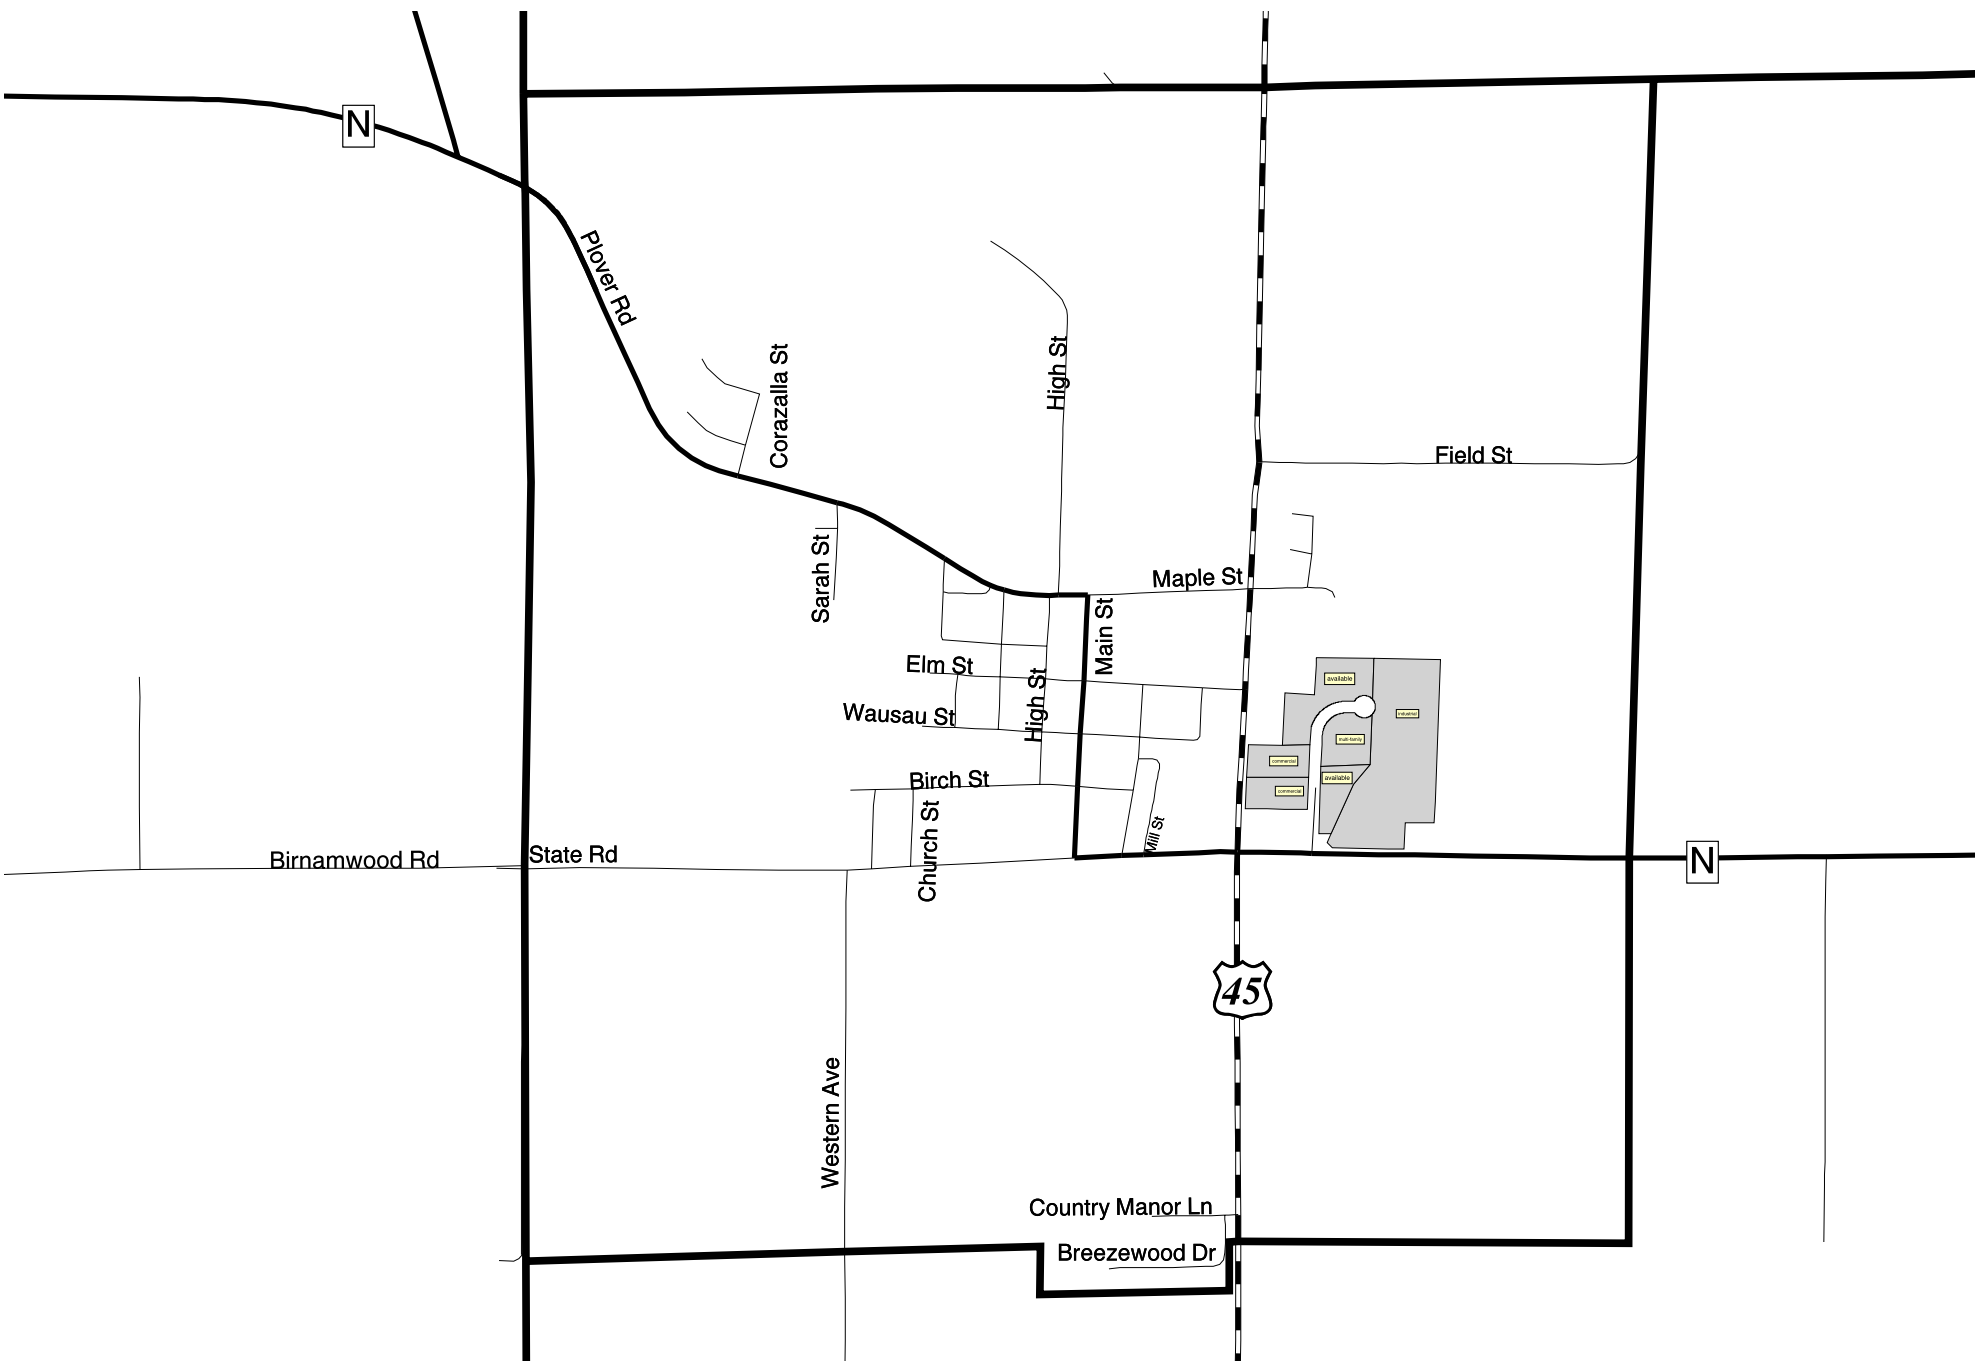 N
Plover Rd
Corazalla St
High St
Field St
Sarah St
Maple St
Main St
Elm St
High St
Wausau St
available
industrial
multi-family
commercial
available
commercial
Birch St
Church St
Mill St
Birnamwood Rd
State Rd
N
45
Western Ave
Country Manor Ln
Breezewood Dr